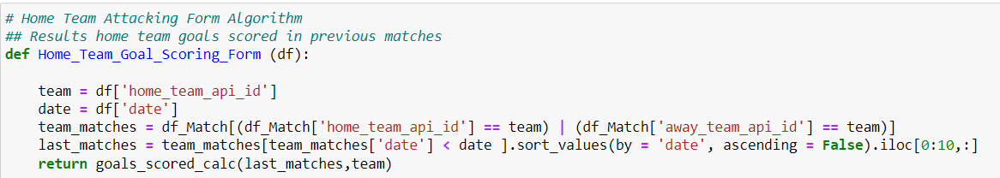 # Home Team Attacking Form Algorithm
## Results home team goals scored in previous matches
def Home_Team_Goal_Scoring_Form (df):
    team = df['home_team_api_id']
    date = df['date']
    team_matches = df_Match[(df_Match['home_team_api_id'] == team) | (df_Match['away_team_api_id'] == team)]
    last_matches = team_matches[team_matches['date'] < date ].sort_values(by = 'date', ascending = False).iloc[0:10,:]
    return goals_scored_calc(last_matches,team)